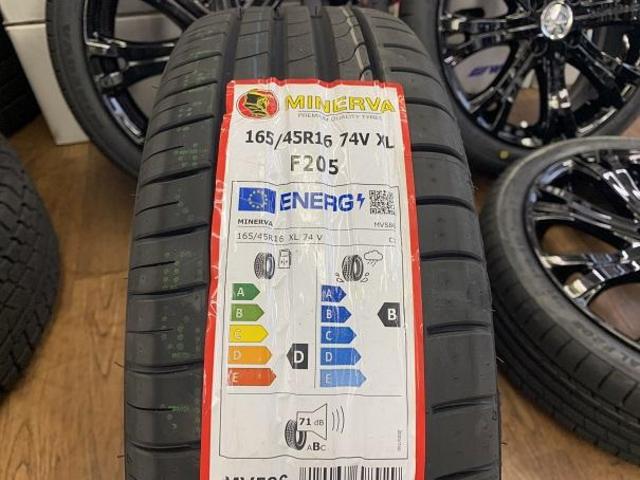 MINERVA
PREMIUM QUALITY TYRES
165/45R16 74V XL
F205
ENERG
MINERVA
165/45R16 XL 74 V
C1
A
B
C
D
E
D
A
B
C
D
E
B
71 dB
ABC